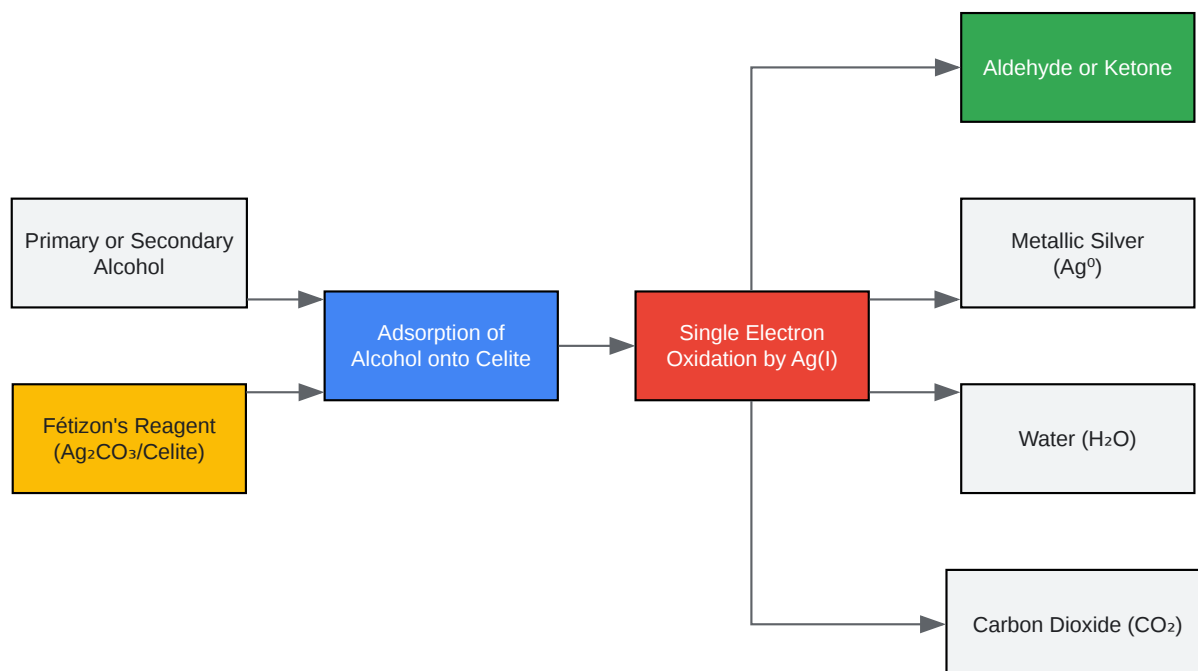 Aldehyde or Ketone
Primary or Secondary
Alcohol
Metallic Silver
(Ag⁰)
Adsorption of
Alcohol onto Celite
Single Electron
Oxidation by Ag(I)
Fétizon's Reagent
(Ag₂CO₃/Celite)
Water (H₂O)
Carbon Dioxide (CO₂)